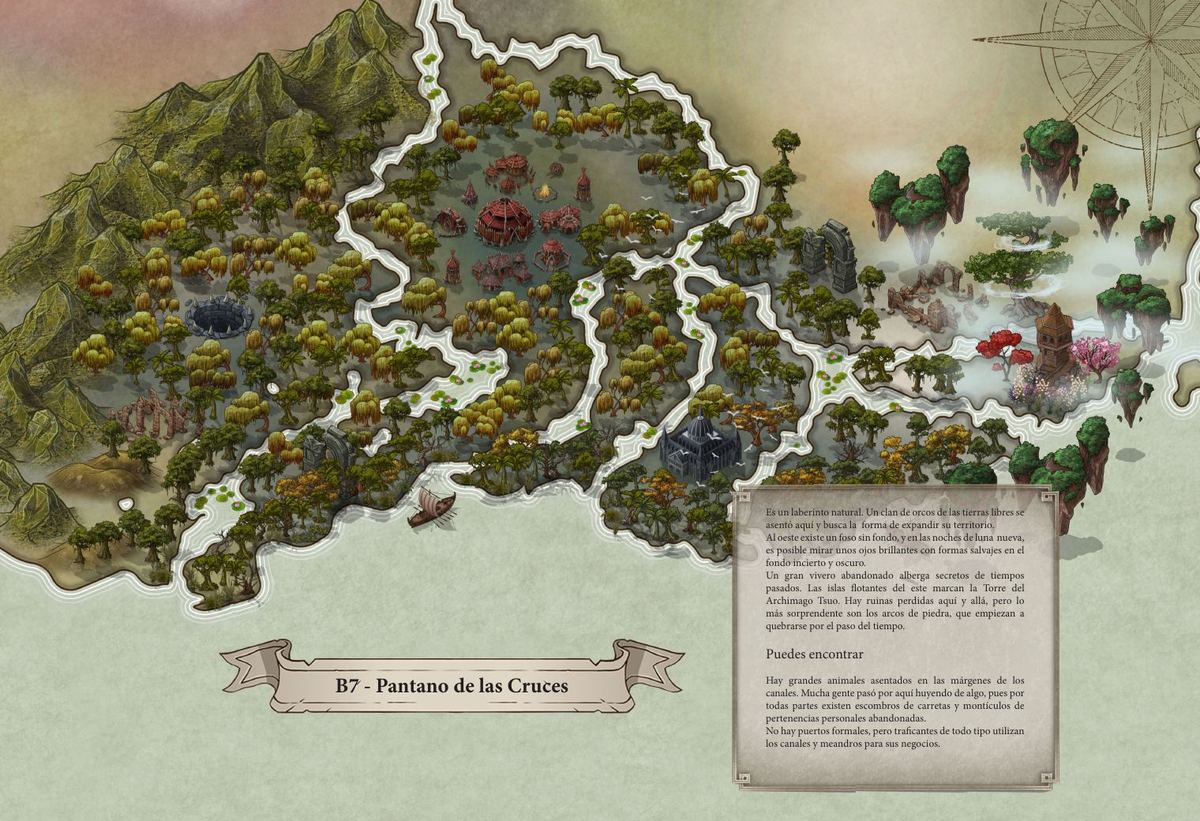 B7 - Pantano de las Cruces
Es un laberinto natural. Un clan de orcos de las tierras libres se
asentó aquí y busca la forma de expandir su territorio.
Al oeste existe un foso sin fondo, y en las noches de luna nueva,
es posible mirar unos ojos brillantes con formas salvajes en el
fondo incierto y oscuro.
Un gran vivero abandonado alberga secretos de tiempos
pasados. Las islas flotantes del este marcan la Torre del
Archimago Tsuo. Hay ruinas perdidas aquí y allá, pero lo
más sorprendente son los arcos de piedra, que empiezan a
quebrarse por el paso del tiempo.
Puedes encontrar
Hay grandes animales asentados en las márgenes de los
canales. Mucha gente pasó por aquí huyendo de algo, pues por
todas partes existen escombros de carretas y montículos de
pertenencias personales abandonadas.
No hay puertos formales, pero traficantes de todo tipo utilizan
los canales y meandros para sus negocios.